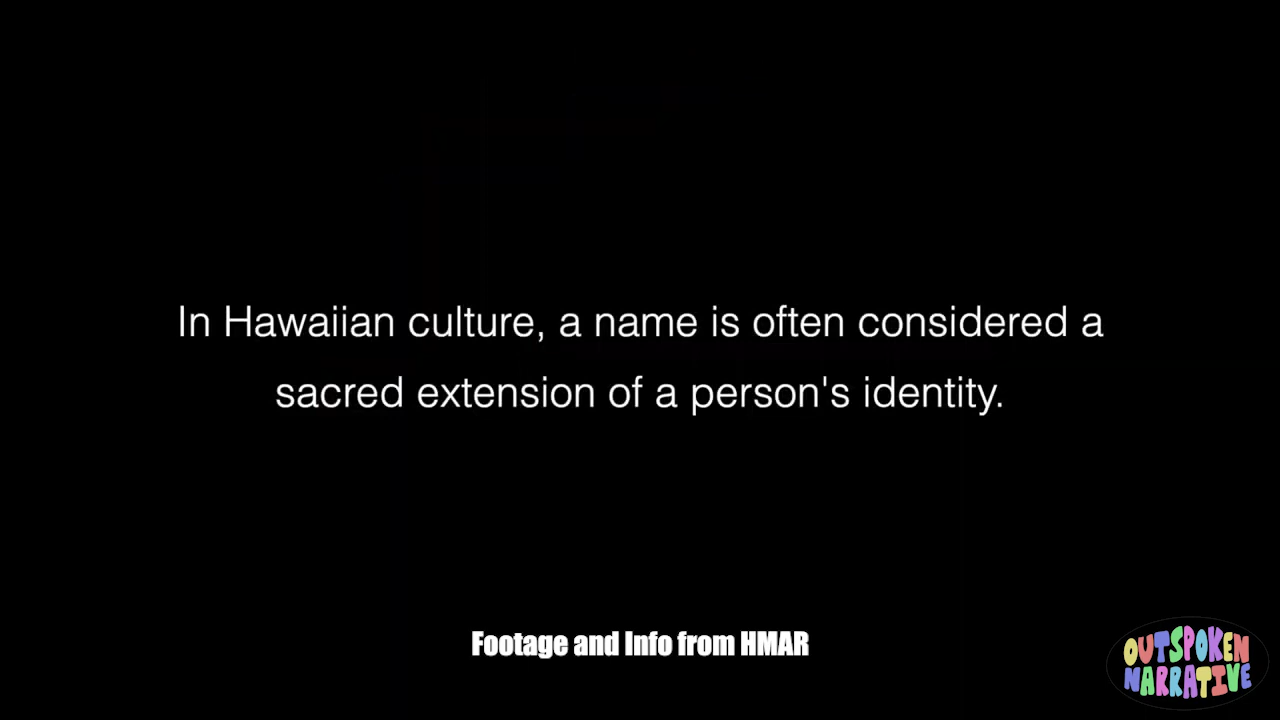 In Hawaiian culture, a name is often considered a
sacred extension of a person's identity.
Footage and Info from HMAR
OUTSPOKEN
NARRATIVE